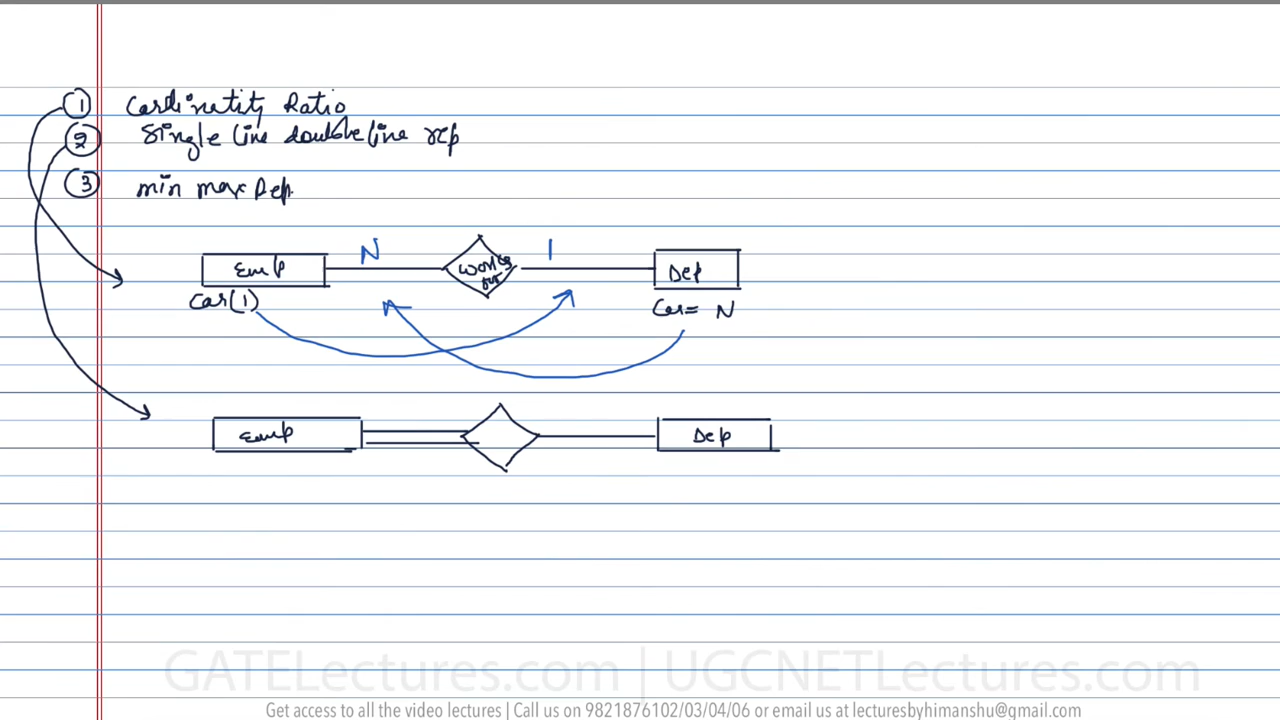 1 Cardinality Ratio
2 Single line double line rep
3 min max Rep.
N 1
Emp works for Dep
Car(1) Car= N
Emp Dep
GATELectures.com | UGCNETLectures.com
Get access to all the video lectures | Call us on 9821876102/03/04/06 or email us at lecturesbyhimanshu@gmail.com